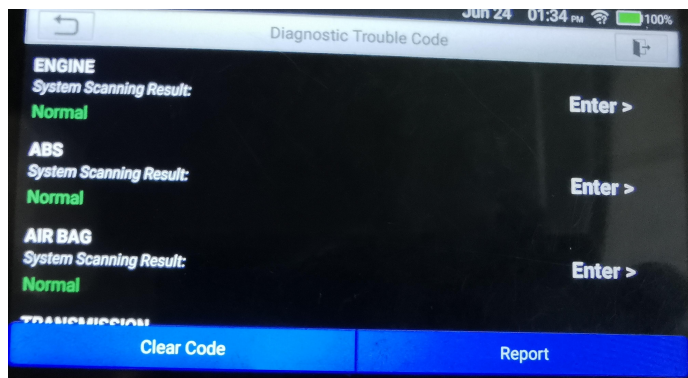 Jun 24 01:34 PM 100%
Diagnostic Trouble Code
ENGINE
System Scanning Result:
Normal
Enter >
ABS
System Scanning Result:
Normal
Enter >
AIR BAG
System Scanning Result:
Normal
Enter >
TRANSMISSION
Clear Code
Report